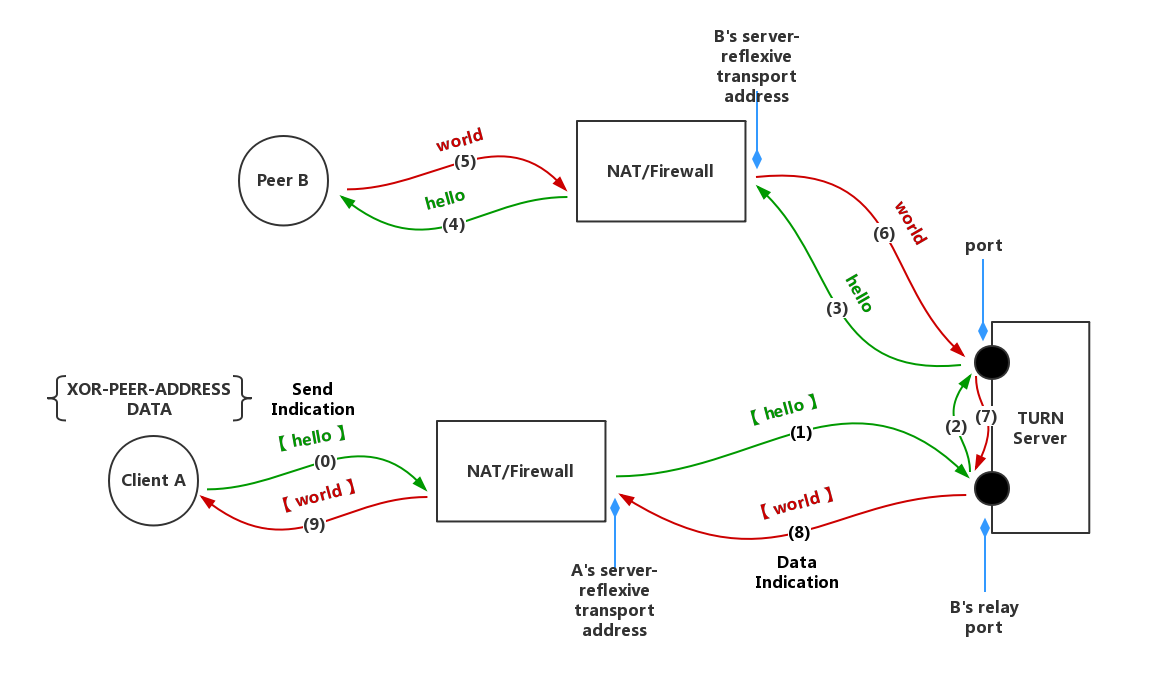 B's server-
reflexive
transport
address
world
(5)
Peer B
NAT/Firewall
hello
(4)
world
(6)
port
hello
(3)
XOR-PEER-ADDRESS
DATA
Send
Indication
【 hello 】
(0)
Client A
【 world 】
(9)
NAT/Firewall
【 hello 】
(1)
(2)
(7)
TURN
Server
【 world 】
(8)
Data
Indication
A's server-
reflexive
transport
address
B's relay
port